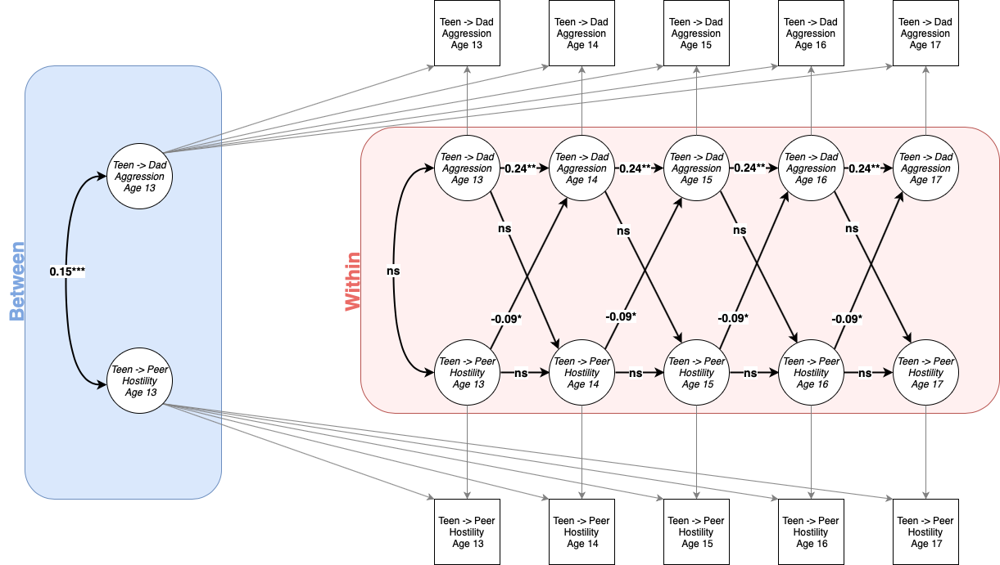 Teen -> Dad
Aggression
Age 13
Teen -> Dad
Aggression
Age 14
Teen -> Dad
Aggression
Age 15
Teen -> Dad
Aggression
Age 16
Teen -> Dad
Aggression
Age 17
Between
Teen -> Dad
Aggression
Age 13
0.15***
Teen -> Peer
Hostility
Age 13
Within
Teen -> Dad
Aggression
Age 13
0.24**
Teen -> Dad
Aggression
Age 14
0.24**
Teen -> Dad
Aggression
Age 15
0.24**
Teen -> Dad
Aggression
Age 16
0.24**
Teen -> Dad
Aggression
Age 17
ns
ns
ns
ns
ns
-0.09*
-0.09*
-0.09*
-0.09*
Teen -> Peer
Hostility
Age 13
ns
Teen -> Peer
Hostility
Age 14
ns
Teen -> Peer
Hostility
Age 15
ns
Teen -> Peer
Hostility
Age 16
ns
Teen -> Peer
Hostility
Age 17
Teen -> Peer
Hostility
Age 13
Teen -> Peer
Hostility
Age 14
Teen -> Peer
Hostility
Age 15
Teen -> Peer
Hostility
Age 16
Teen -> Peer
Hostility
Age 17